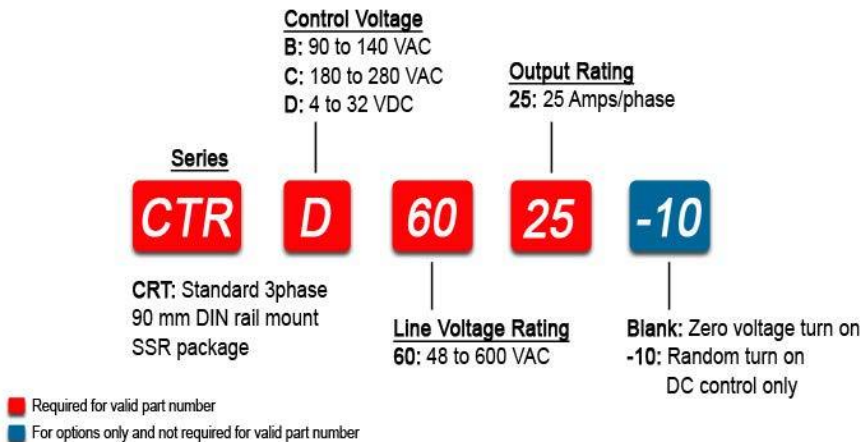 Control Voltage
B: 90 to 140 VAC
C: 180 to 280 VAC
D: 4 to 32 VDC
Output Rating
25: 25 Amps/phase
Series
CTR
D
60
25
-10
CRT: Standard 3phase
90 mm DIN rail mount
SSR package
Line Voltage Rating
60: 48 to 600 VAC
Blank: Zero voltage turn on
-10: Random turn on
DC control only
Required for valid part number
For options only and not required for valid part number